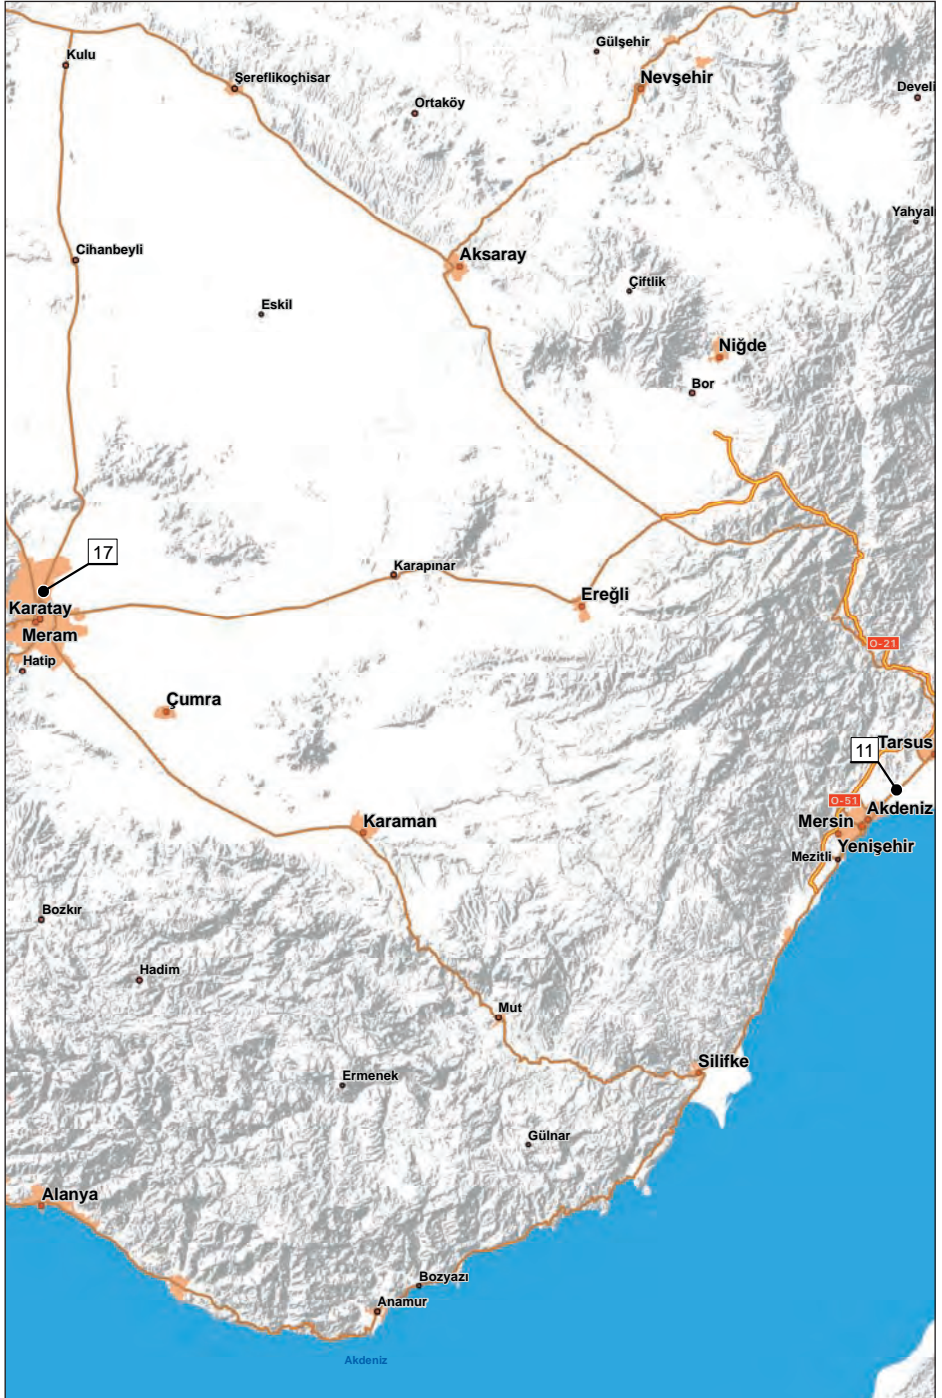 Gülşehir
Kulu
Şereflikoçhisar
Nevşehir
Develi
Ortaköy
Yahyal
Cihanbeyli
Aksaray
Çiftlik
Eskil
Niğde
Bor
17
Karapınar
Ereğli
Karatay
Meram
O-21
Hatip
Çumra
Tarsus
11
O-51
Akdeniz
Mersin
Karaman
Yenişehir
Mezitli
Bozkır
Hadim
Mut
Silifke
Ermenek
Gülnar
Alanya
Bozyazı
Anamur
Akdeniz